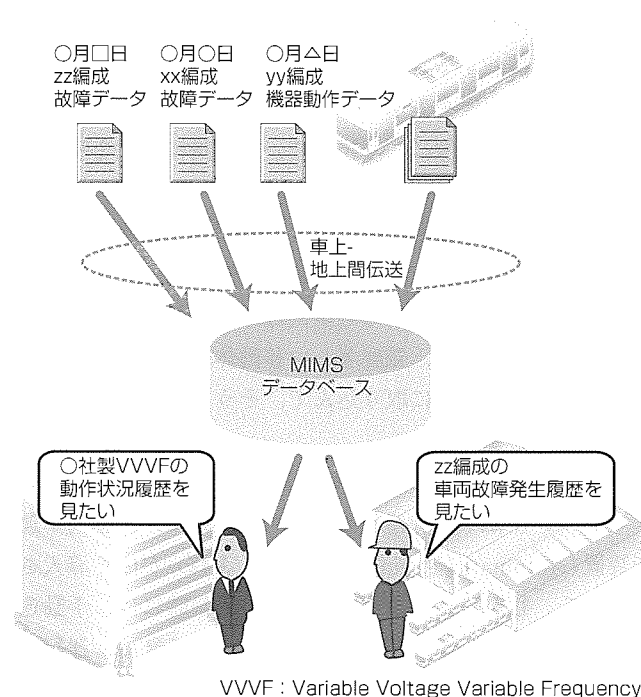 ○月□日
zz編成
故障データ
○月○日
xx編成
故障データ
○月△日
yy編成
機器動作データ
車上-
地上間伝送
MIMS
データベース
○社製VVVFの
動作状況履歴を
見たい
zz編成の
車両故障発生履歴を
見たい
VVVF：Variable Voltage Variable Frequency